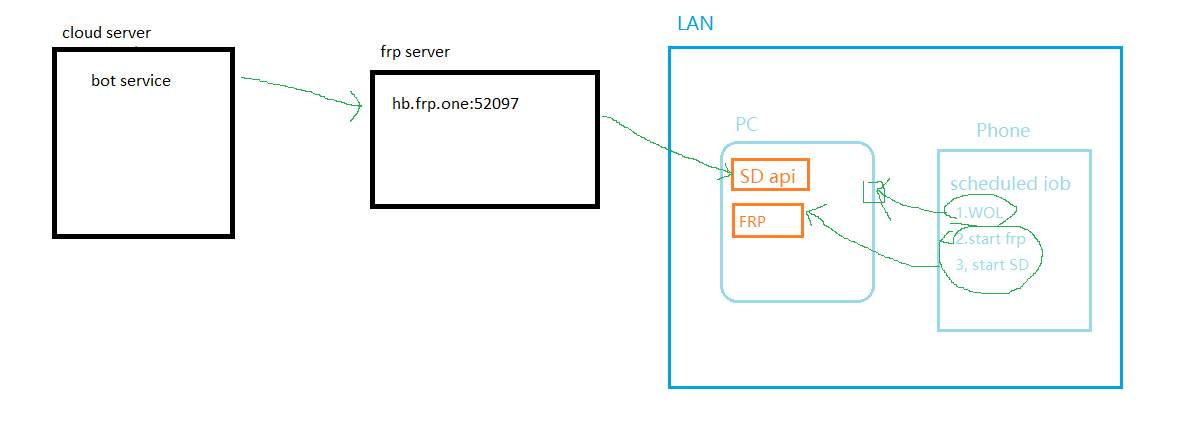 cloud server
bot service
frp server
hb.frp.one:52097
LAN
PC
SD api
FRP
Phone
scheduled job
1.WOL
2.start frp
3, start SD